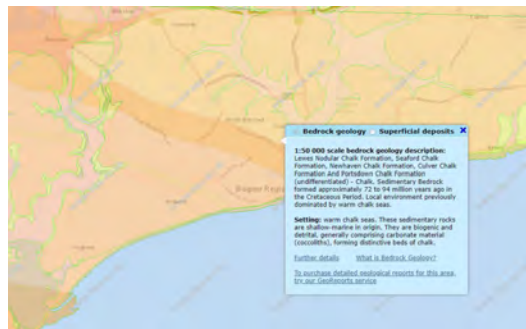 Bedrock geology Superficial deposits X
1:50 000 scale bedrock geology description:
Lewes Nodular Chalk Formation, Seaford Chalk
Formation, Newhaven Chalk Formation, Culver Chalk
Formation And Portsdown Chalk Formation
(undifferentiated) - Chalk. Sedimentary Bedrock
formed approximately 72 to 94 million years ago in
the Cretaceous Period. Local environment previously
dominated by warm chalk seas.
Setting: warm chalk seas. These sedimentary rocks
are shallow-marine in origin. They are biogenic and
detrital, generally comprising carbonate material
(coccoliths), forming distinctive beds of chalk.
Further details What is Bedrock Geology?
To purchase detailed geological reports for this area,
try our GeoReports service